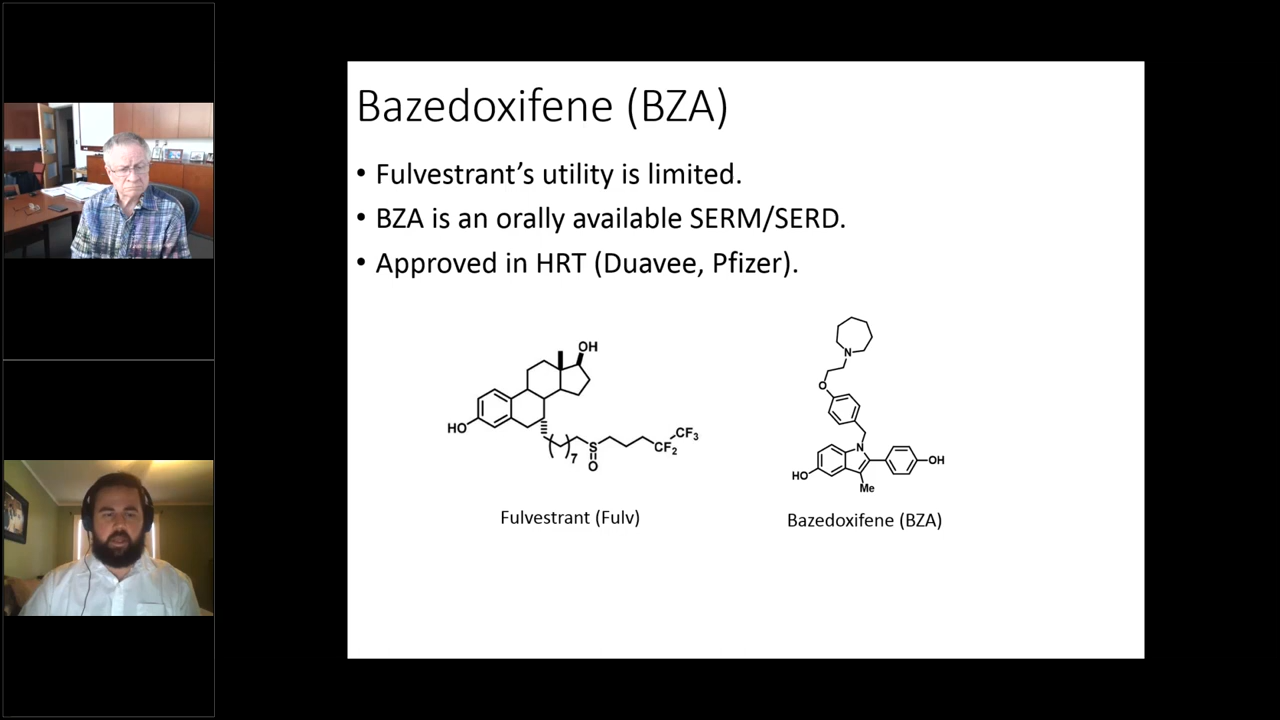 Bazedoxifene (BZA)
• Fulvestrant’s utility is limited.
• BZA is an orally available SERM/SERD.
• Approved in HRT (Duavee, Pfizer).
OH
HO
7
S
O
CF2
CF3
Fulvestrant (Fulv)
N
O
N
HO
OH
Me
Bazedoxifene (BZA)